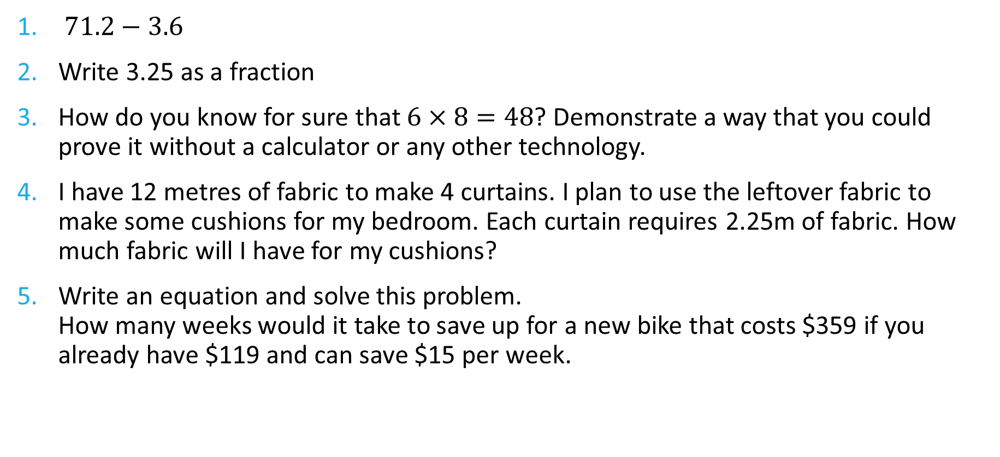 1. 71.2 − 3.6
2. Write 3.25 as a fraction
3. How do you know for sure that 6 × 8 = 48? Demonstrate a way that you could
prove it without a calculator or any other technology.
4. I have 12 metres of fabric to make 4 curtains. I plan to use the leftover fabric to
make some cushions for my bedroom. Each curtain requires 2.25m of fabric. How
much fabric will I have for my cushions?
5. Write an equation and solve this problem.
How many weeks would it take to save up for a new bike that costs $359 if you
already have $119 and can save $15 per week.